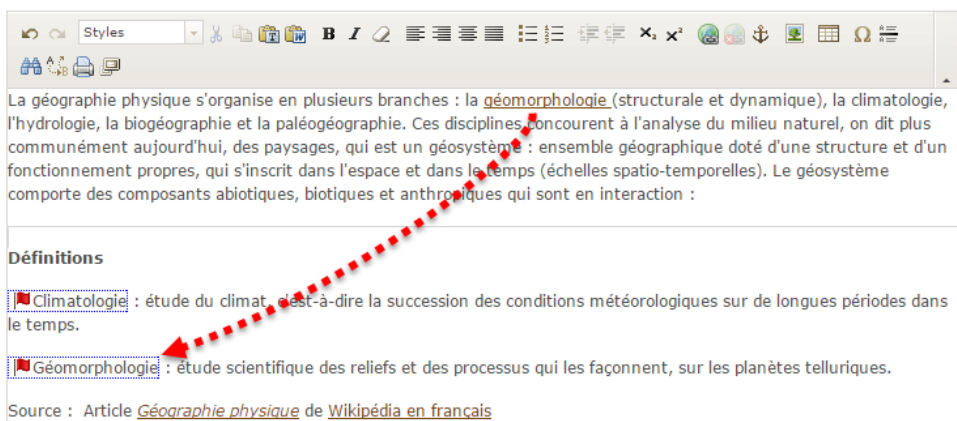 Styles
La géographie physique s'organise en plusieurs branches : la géomorphologie (structurale et dynamique), la climatologie,
l'hydrologie, la biogéographie et la paléogéographie. Ces disciplines concourent à l'analyse du milieu naturel, on dit plus
communément aujourd'hui, des paysages, qui est un géosystème : ensemble géographique doté d'une structure et d'un
fonctionnement propres, qui s'inscrit dans l'espace et dans le temps (échelles spatio-temporelles). Le géosystème
comporte des composants abiotiques, biotiques et anthropiques qui sont en interaction :
Définitions
Climatologie : étude du climat, c'est-à-dire la succession des conditions météorologiques sur de longues périodes dans
le temps.
Géomorphologie : étude scientifique des reliefs et des processus qui les façonnent, sur les planètes telluriques.
Source : Article Géographie physique de Wikipédia en français